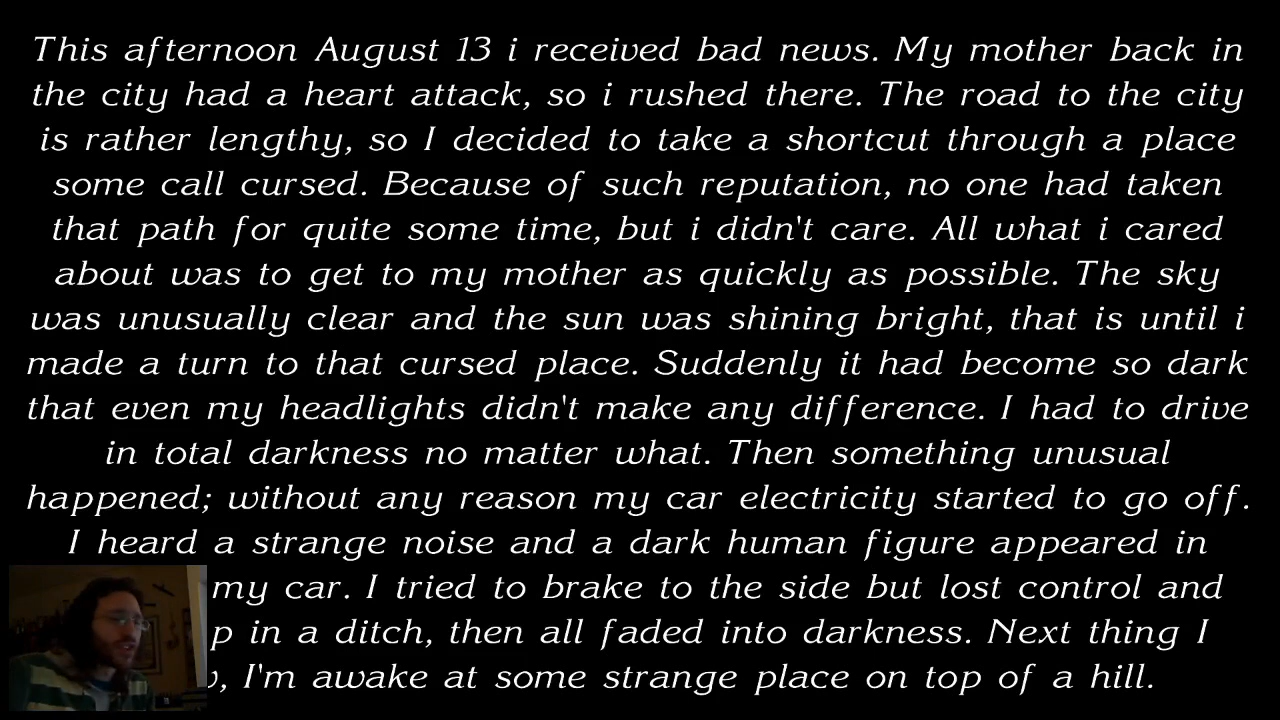 This afternoon August 13 i received bad news. My mother back in
the city had a heart attack, so i rushed there. The road to the city
is rather lengthy, so I decided to take a shortcut through a place
some call cursed. Because of such reputation, no one had taken
that path for quite some time, but i didn't care. All what i cared
about was to get to my mother as quickly as possible. The sky
was unusually clear and the sun was shining bright, that is until i
made a turn to that cursed place. Suddenly it had become so dark
that even my headlights didn't make any difference. I had to drive
in total darkness no matter what. Then something unusual
happened; without any reason my car electricity started to go off.
I heard a strange noise and a dark human figure appeared in
my car. I tried to brake to the side but lost control and
in a ditch, then all faded into darkness. Next thing I
I'm awake at some strange place on top of a hill.